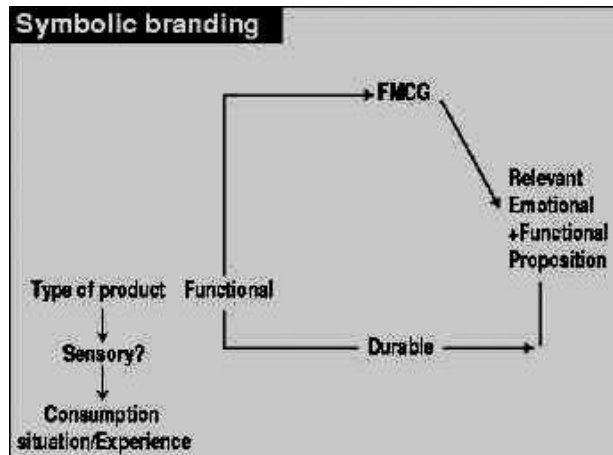 Symbolic branding
FMCG
Relevant
Emotional
+Functional
Proposition
Type of product
Functional
Durable
Sensory?
Consumption
situation/Experience